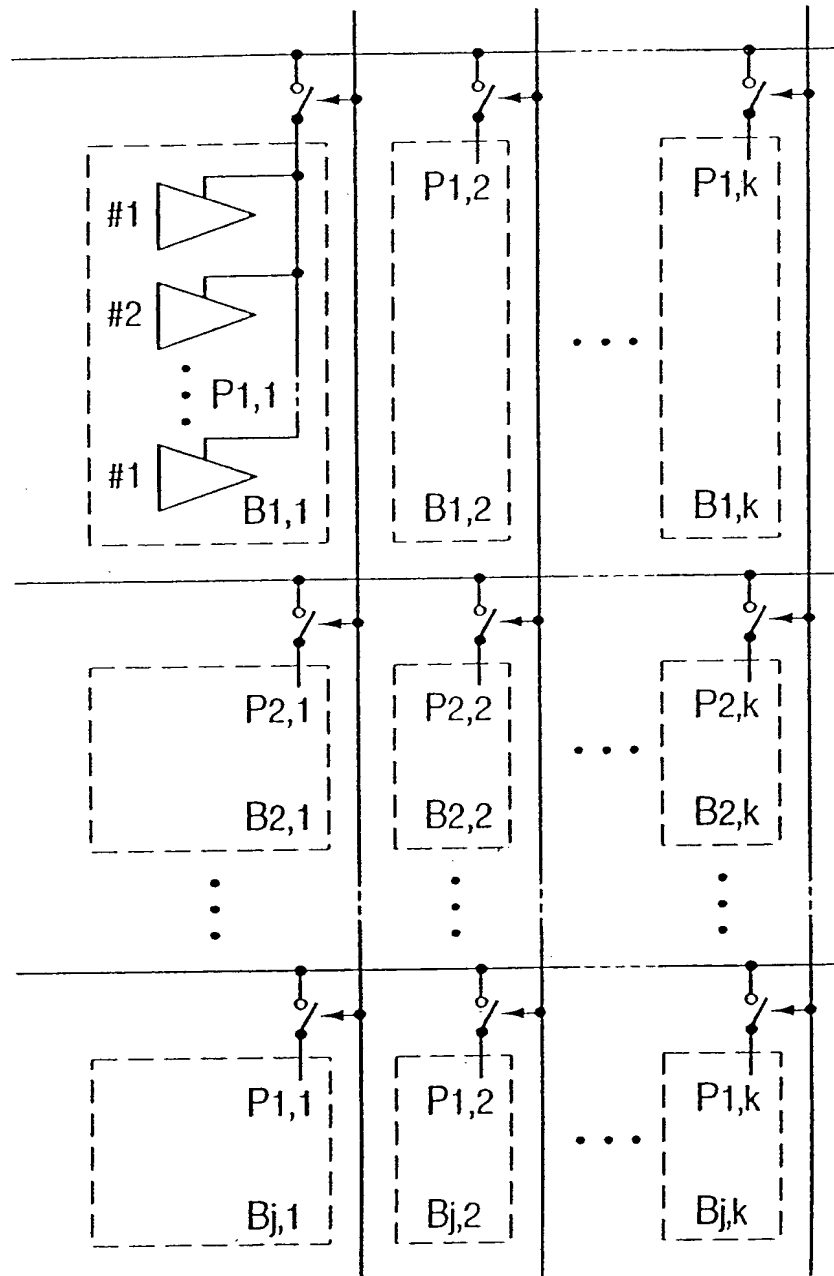 #1
P1,2
P1,k
#2
P1,1
#1
B1,1
B1,2
B1,k
P2,1
P2,2
P2,k
B2,1
B2,2
B2,k
P1,1
P1,2
P1,k
Bj,1
Bj,2
Bj,k